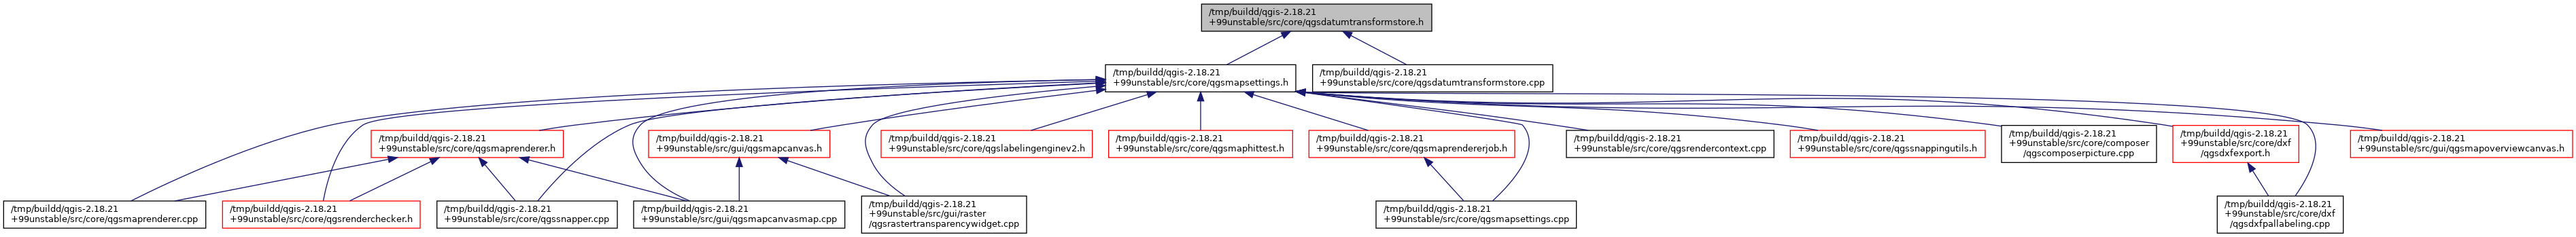 /tmp/buildd/qgis-2.18.21
+99unstable/src/core/qgsdatumtransformstore.h
/tmp/buildd/qgis-2.18.21
+99unstable/src/core/qgsmapsettings.h
/tmp/buildd/qgis-2.18.21
+99unstable/src/core/qgsdatumtransformstore.cpp
/tmp/buildd/qgis-2.18.21
+99unstable/src/core/qgsmaprenderer.h
/tmp/buildd/qgis-2.18.21
+99unstable/src/gui/qgsmapcanvas.h
/tmp/buildd/qgis-2.18.21
+99unstable/src/core/qgslabelingenginev2.h
/tmp/buildd/qgis-2.18.21
+99unstable/src/core/qgsmaphittest.h
/tmp/buildd/qgis-2.18.21
+99unstable/src/core/qgsmaprendererjob.h
/tmp/buildd/qgis-2.18.21
+99unstable/src/core/qgsrendercontext.cpp
/tmp/buildd/qgis-2.18.21
+99unstable/src/core/qgssnappingutils.h
/tmp/buildd/qgis-2.18.21
+99unstable/src/core/composer
/qgscomposerpicture.cpp
/tmp/buildd/qgis-2.18.21
+99unstable/src/core/dxf
/qgsdxfexport.h
/tmp/buildd/qgis-2.18.21
+99unstable/src/gui/qgsmapoverviewcanvas.h
/tmp/buildd/qgis-2.18.21
+99unstable/src/core/qgsmaprenderer.cpp
/tmp/buildd/qgis-2.18.21
+99unstable/src/core/qgsrenderchecker.h
/tmp/buildd/qgis-2.18.21
+99unstable/src/core/qgssnapper.cpp
/tmp/buildd/qgis-2.18.21
+99unstable/src/gui/qgsmapcanvasmap.cpp
/tmp/buildd/qgis-2.18.21
+99unstable/src/gui/raster
/qgsrastertransparencywidget.cpp
/tmp/buildd/qgis-2.18.21
+99unstable/src/core/qgsmapsettings.cpp
/tmp/buildd/qgis-2.18.21
+99unstable/src/core/dxf
/qgsdxfpallabeling.cpp